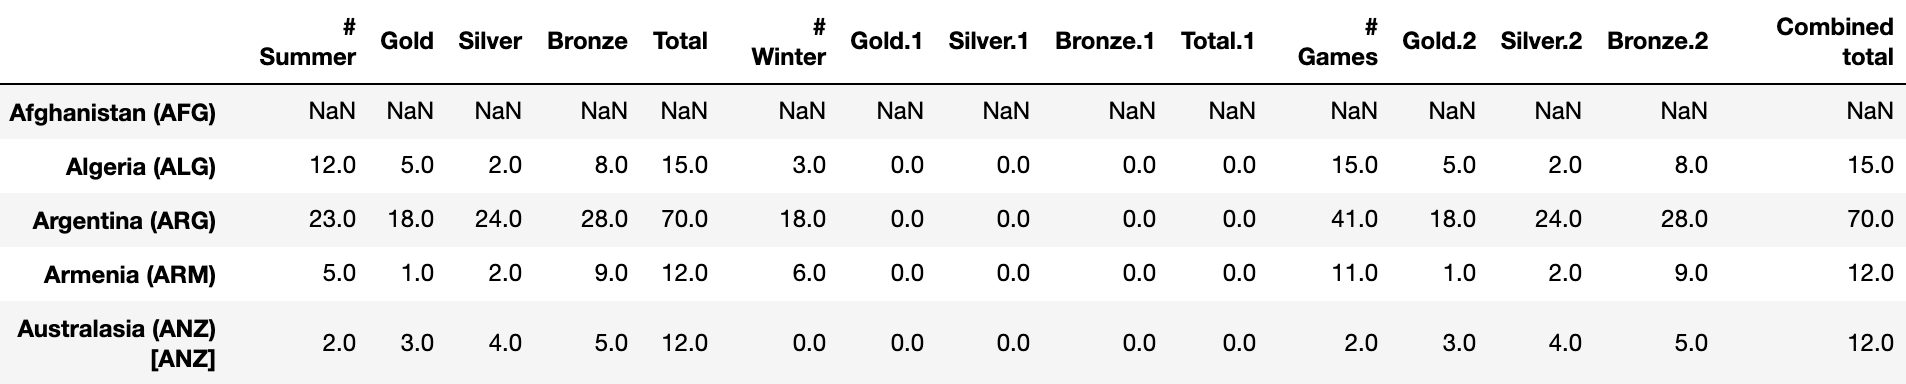 # Summer Gold Silver Bronze Total # Winter Gold.1 Silver.1 Bronze.1 Total.1 # Games Gold.2 Silver.2 Bronze.2 Combined total
Afghanistan (AFG) NaN NaN NaN NaN NaN NaN NaN NaN NaN NaN NaN NaN NaN NaN NaN
Algeria (ALG) 12.0 5.0 2.0 8.0 15.0 3.0 0.0 0.0 0.0 0.0 15.0 5.0 2.0 8.0 15.0
Argentina (ARG) 23.0 18.0 24.0 28.0 70.0 18.0 0.0 0.0 0.0 0.0 41.0 18.0 24.0 28.0 70.0
Armenia (ARM) 5.0 1.0 2.0 9.0 12.0 6.0 0.0 0.0 0.0 0.0 11.0 1.0 2.0 9.0 12.0
Australasia (ANZ) [ANZ] 2.0 3.0 4.0 5.0 12.0 0.0 0.0 0.0 0.0 0.0 2.0 3.0 4.0 5.0 12.0